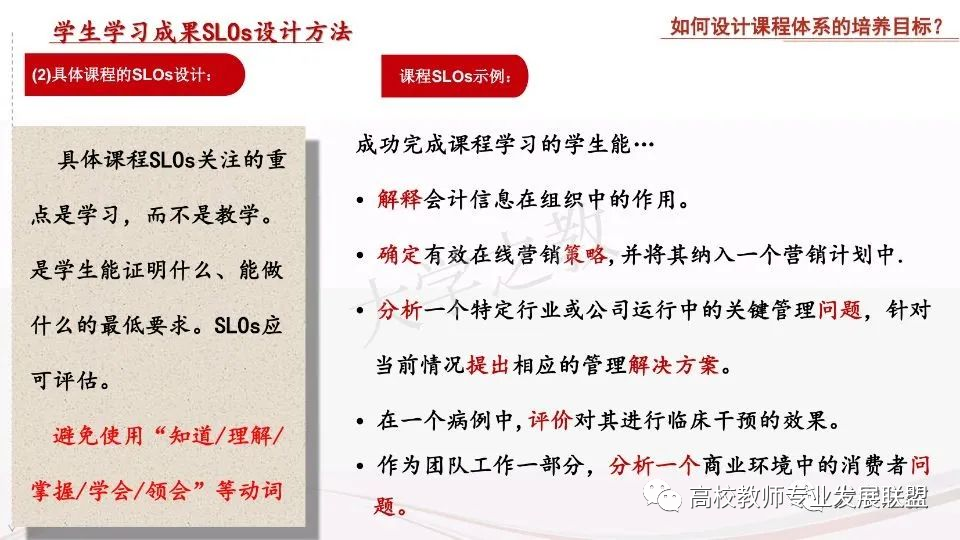 学生学习成果SLOs设计方法
如何设计课程体系的培养目标?
(2)具体课程的SLOs设计:
课程SLOs示例:
具体课程SLOs关注的重
点是学习，而不是教学。
是学生能证明什么、能做
什么的最低要求。SLOs应
可评估。
避免使用“知道/理解/
掌握/学会/领会”等动词
成功完成课程学习的学生能…
• 解释会计信息在组织中的作用。
• 确定有效在线营销策略,并将其纳入一个营销计划中.
• 分析一个特定行业或公司运行中的关键管理问题，针对
当前情况提出相应的管理解决方案。
• 在一个病例中,评价对其进行临床干预的效果。
• 作为团队工作一部分，分析一个商业环境中的消费者问
题。
大学之教
高校教师专业发展联盟